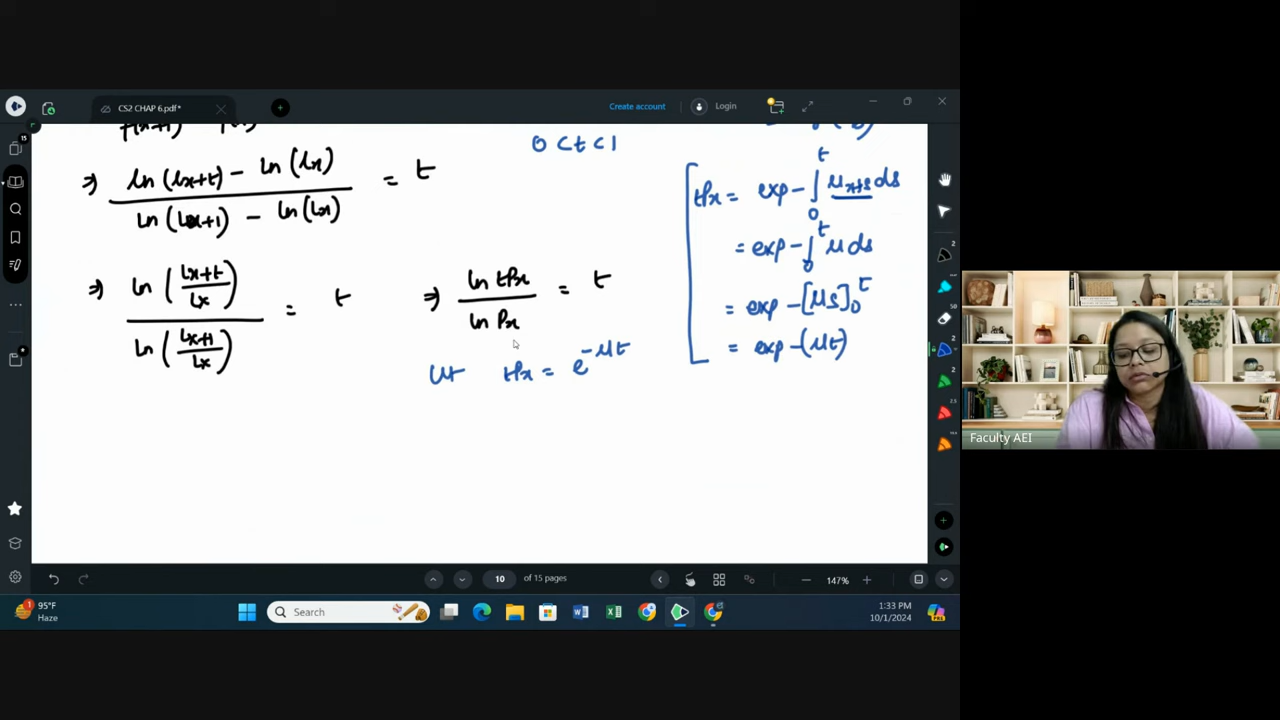 CS2 CHAP 6.pdf*
Create account
Login
15
0 < t < 1
⇒ ln (lx+t) - ln (lx) / ln (lx+1) - ln (lx) = t
tPx = exp - ∫₀ᵗ μx+s ds
= exp - ∫₀ᵗ μ ds
⇒ ln (lx+t / lx) / ln (lx+1 / lx) = t ⇒ ln tPx / ln Px = t
= exp - [μs]₀ᵗ
= exp - (μt)
tPx = e^-μt
Faculty AEI
10 of 15 pages
147%
95°F
Haze
Search
1:33 PM
10/1/2024